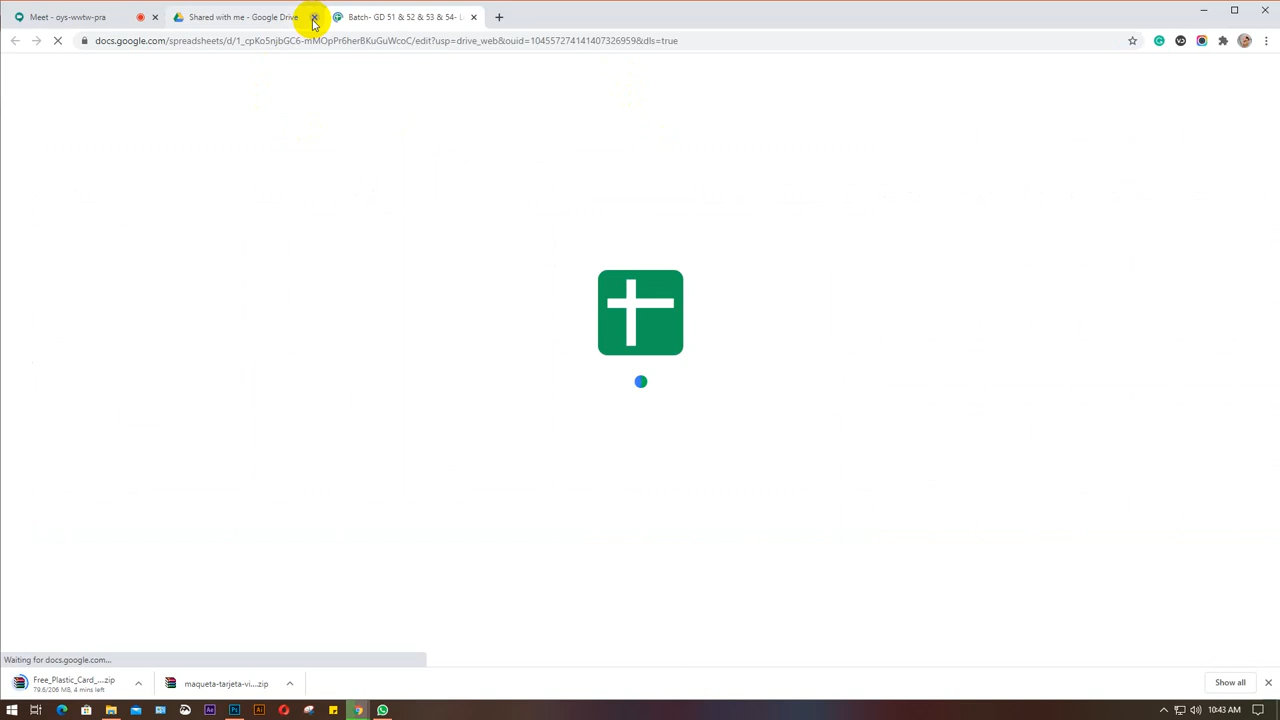 Meet - oys-wwtw-pra
Shared with me - Google Drive
Batch- GD 51 & 52 & 53 & 54- L
docs.google.com/spreadsheets/d/1_cpKo5njbGC6-mMOpPr6herBKuGuWcoC/edit?usp=drive_web&ouid=104557274141407326959&dls=true
Waiting for docs.google.com...
Free_Plastic_Card_....zip
79.6/206 MB, 4 mins left
maqueta-tarjeta-vi....zip
Show all
10:43 AM